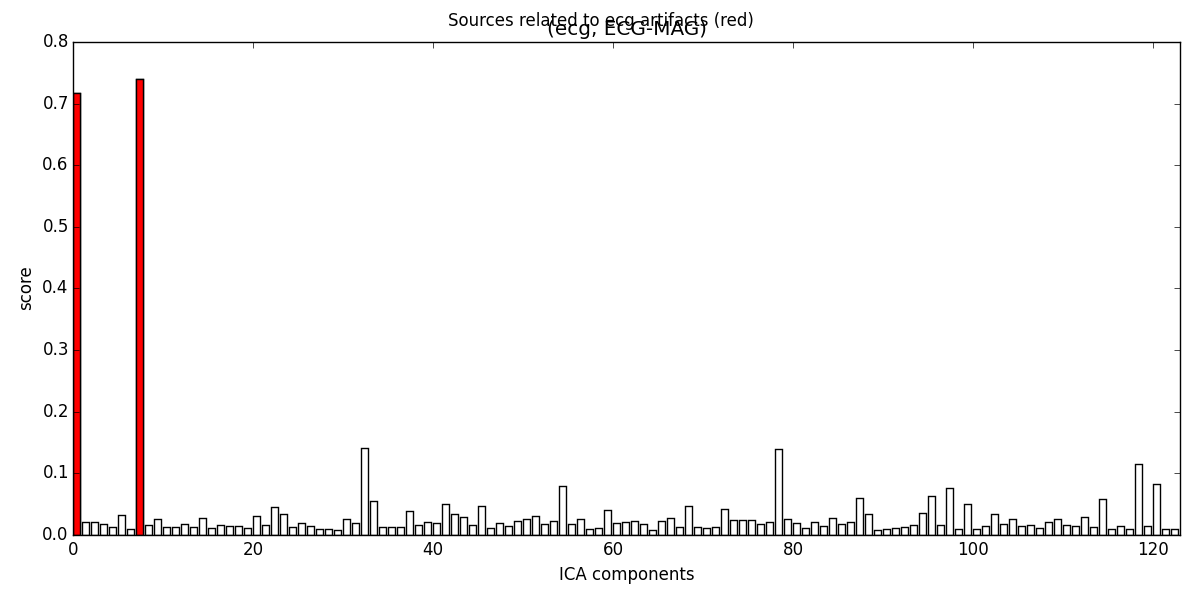 Sources related to ecg artifacts (red)
(ecg, ECG-MAG)
0.8
0.7
0.6
0.5
0.4
0.3
0.2
0.1
0.0
score
0 20 40 60 80 100 120
ICA components